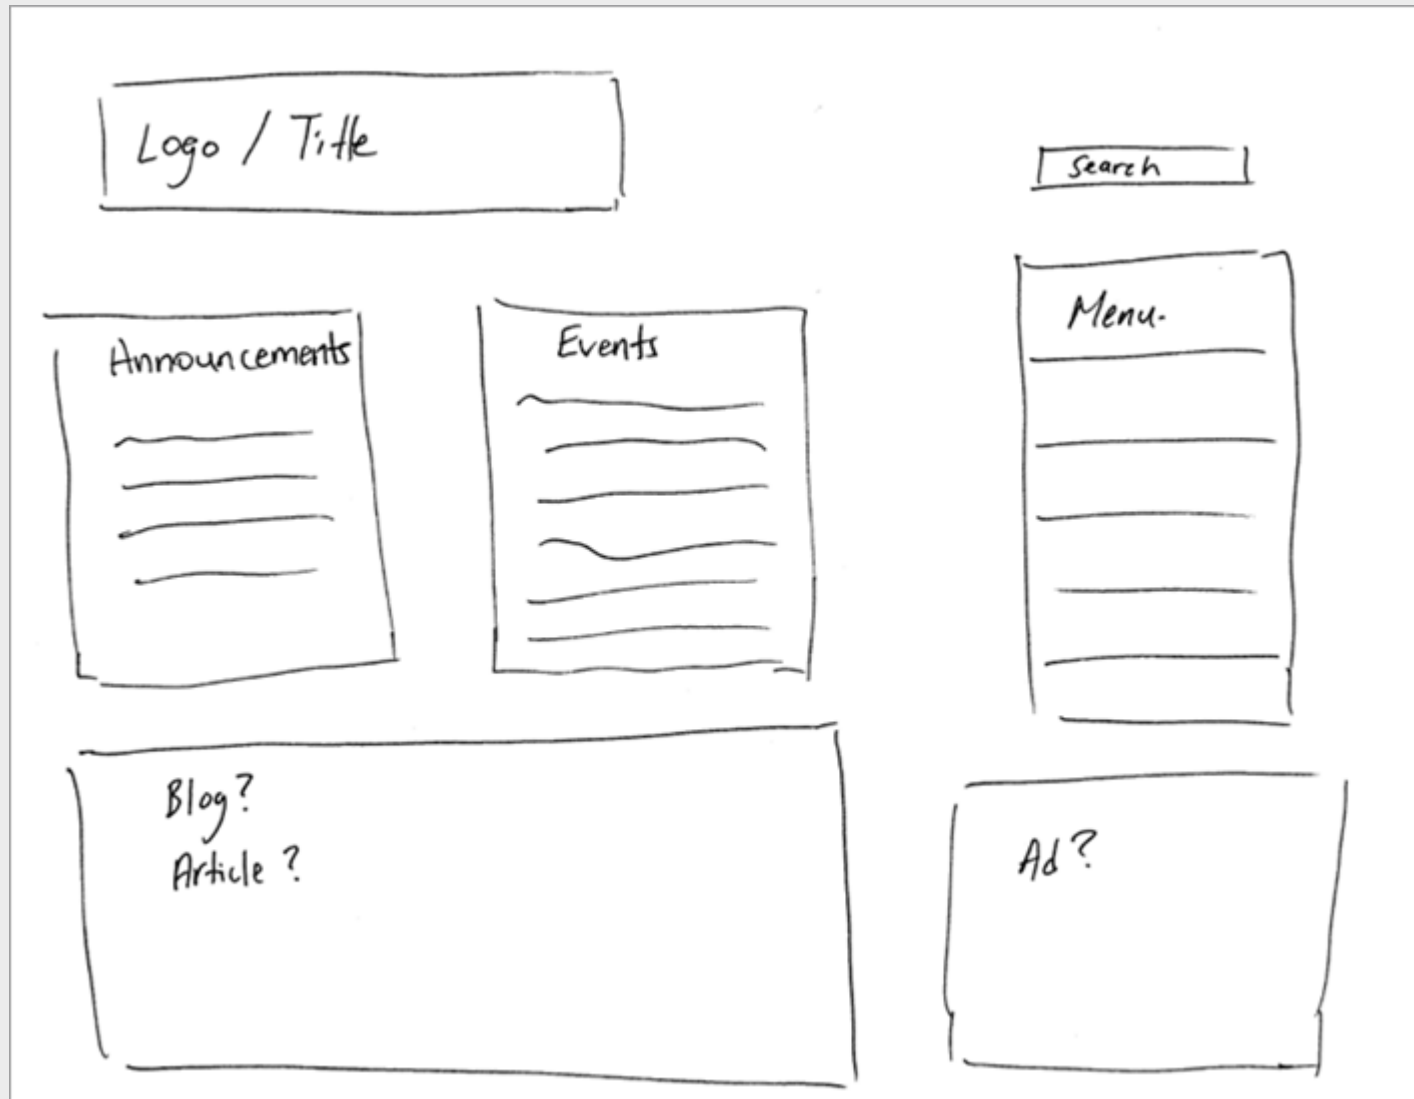 Logo / Title
Search
Announcements
Events
Menu.
Blog?
Article?
Ad?